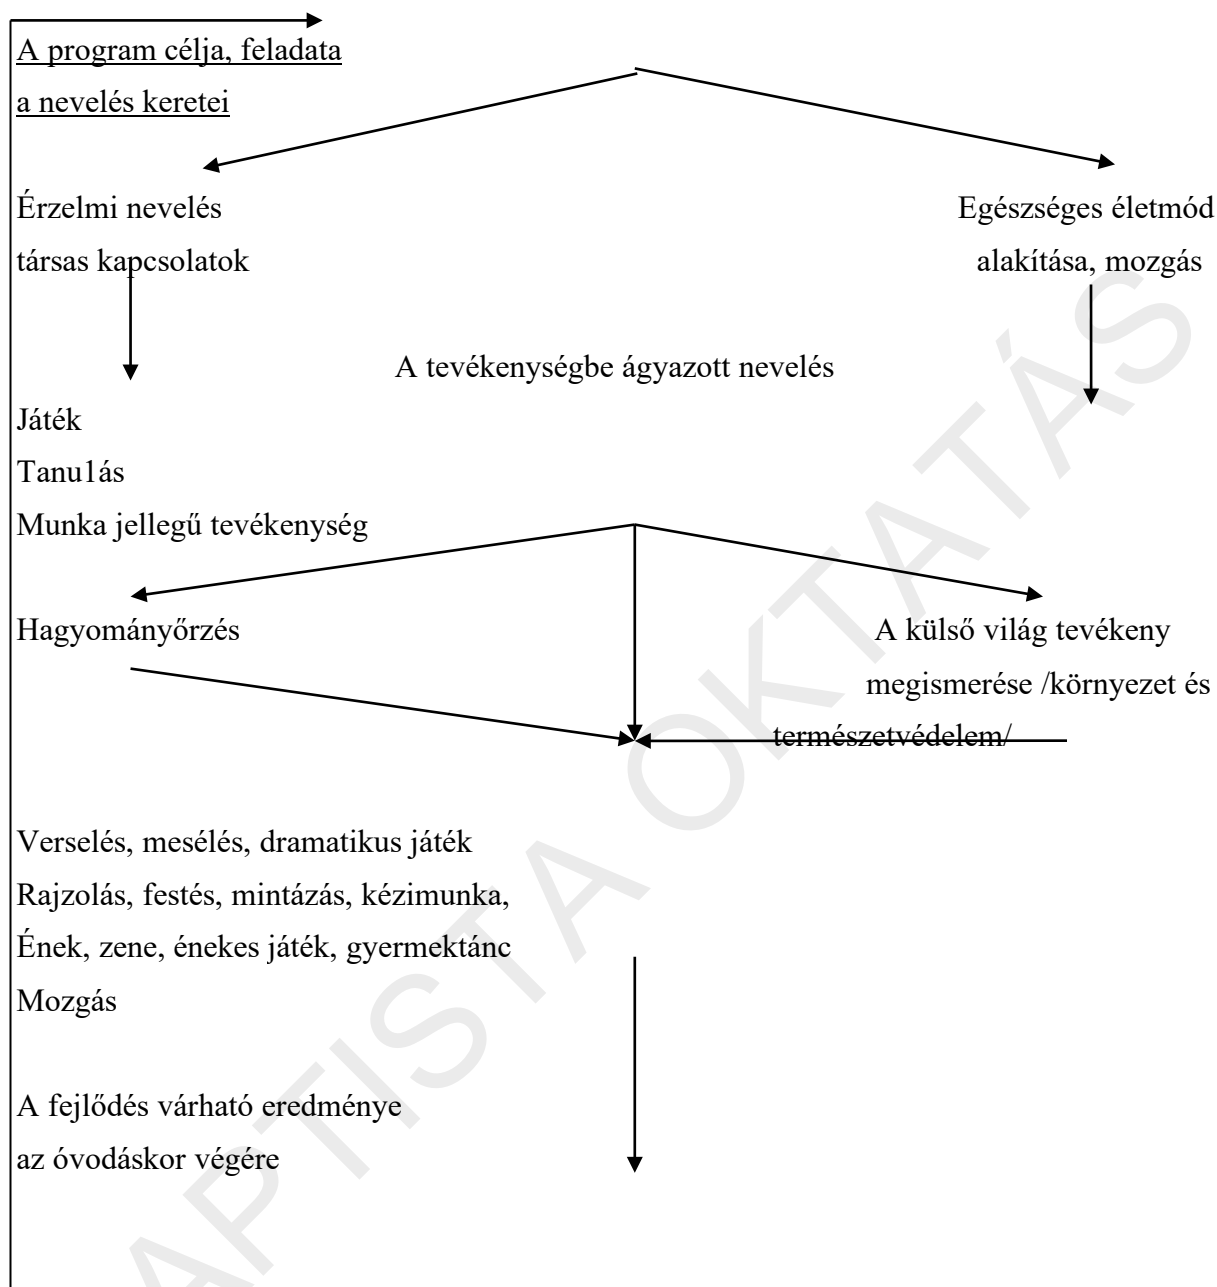 A program célja, feladata
a nevelés keretei
Érzelmi nevelés
társas kapcsolatok
Egészséges életmód
alakítása, mozgás
A tevékenységbe ágyazott nevelés
Játék
Tanu1ás
Munka jellegű tevékenység
Hagyományőrzés
A külső világ tevékeny
megismerése /környezet és
természetvédelem/
Verselés, mesélés, dramatikus játék
Rajzolás, festés, mintázás, kézimunka,
Ének, zene, énekes játék, gyermektánc
Mozgás
A fejlődés várható eredménye
az óvodáskor végére
APTISTA OKTATÁS